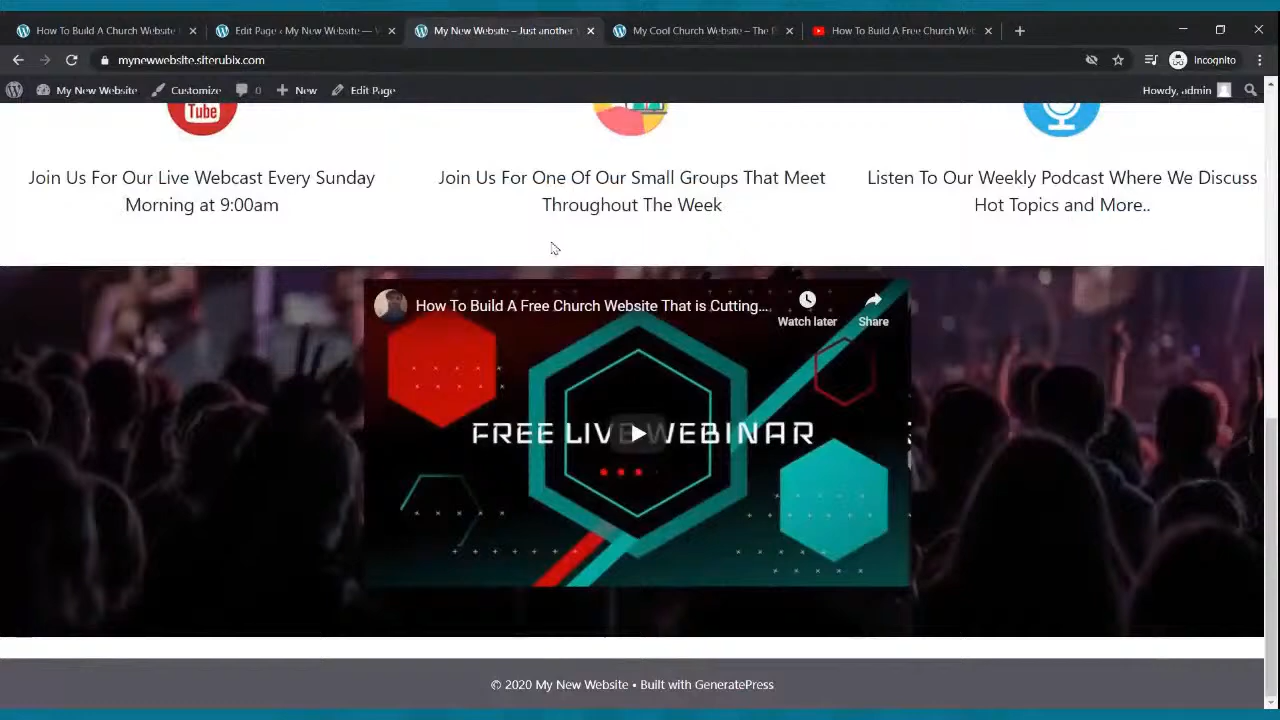 How To Build A Church Website
Edit Page ‹ My New Website —
My New Website – Just another
My Cool Church Website – The
How To Build A Free Church Web
mynewwebsite.siterubix.com
Incognito
My New Website
Customize
0
New
Edit Page
Howdy, admin
Tube
Join Us For Our Live Webcast Every Sunday
Morning at 9:00am
Join Us For One Of Our Small Groups That Meet
Throughout The Week
Listen To Our Weekly Podcast Where We Discuss
Hot Topics and More..
How To Build A Free Church Website That is Cutting...
Watch later
Share
FREE LIVE WEBINAR
© 2020 My New Website • Built with GeneratePress